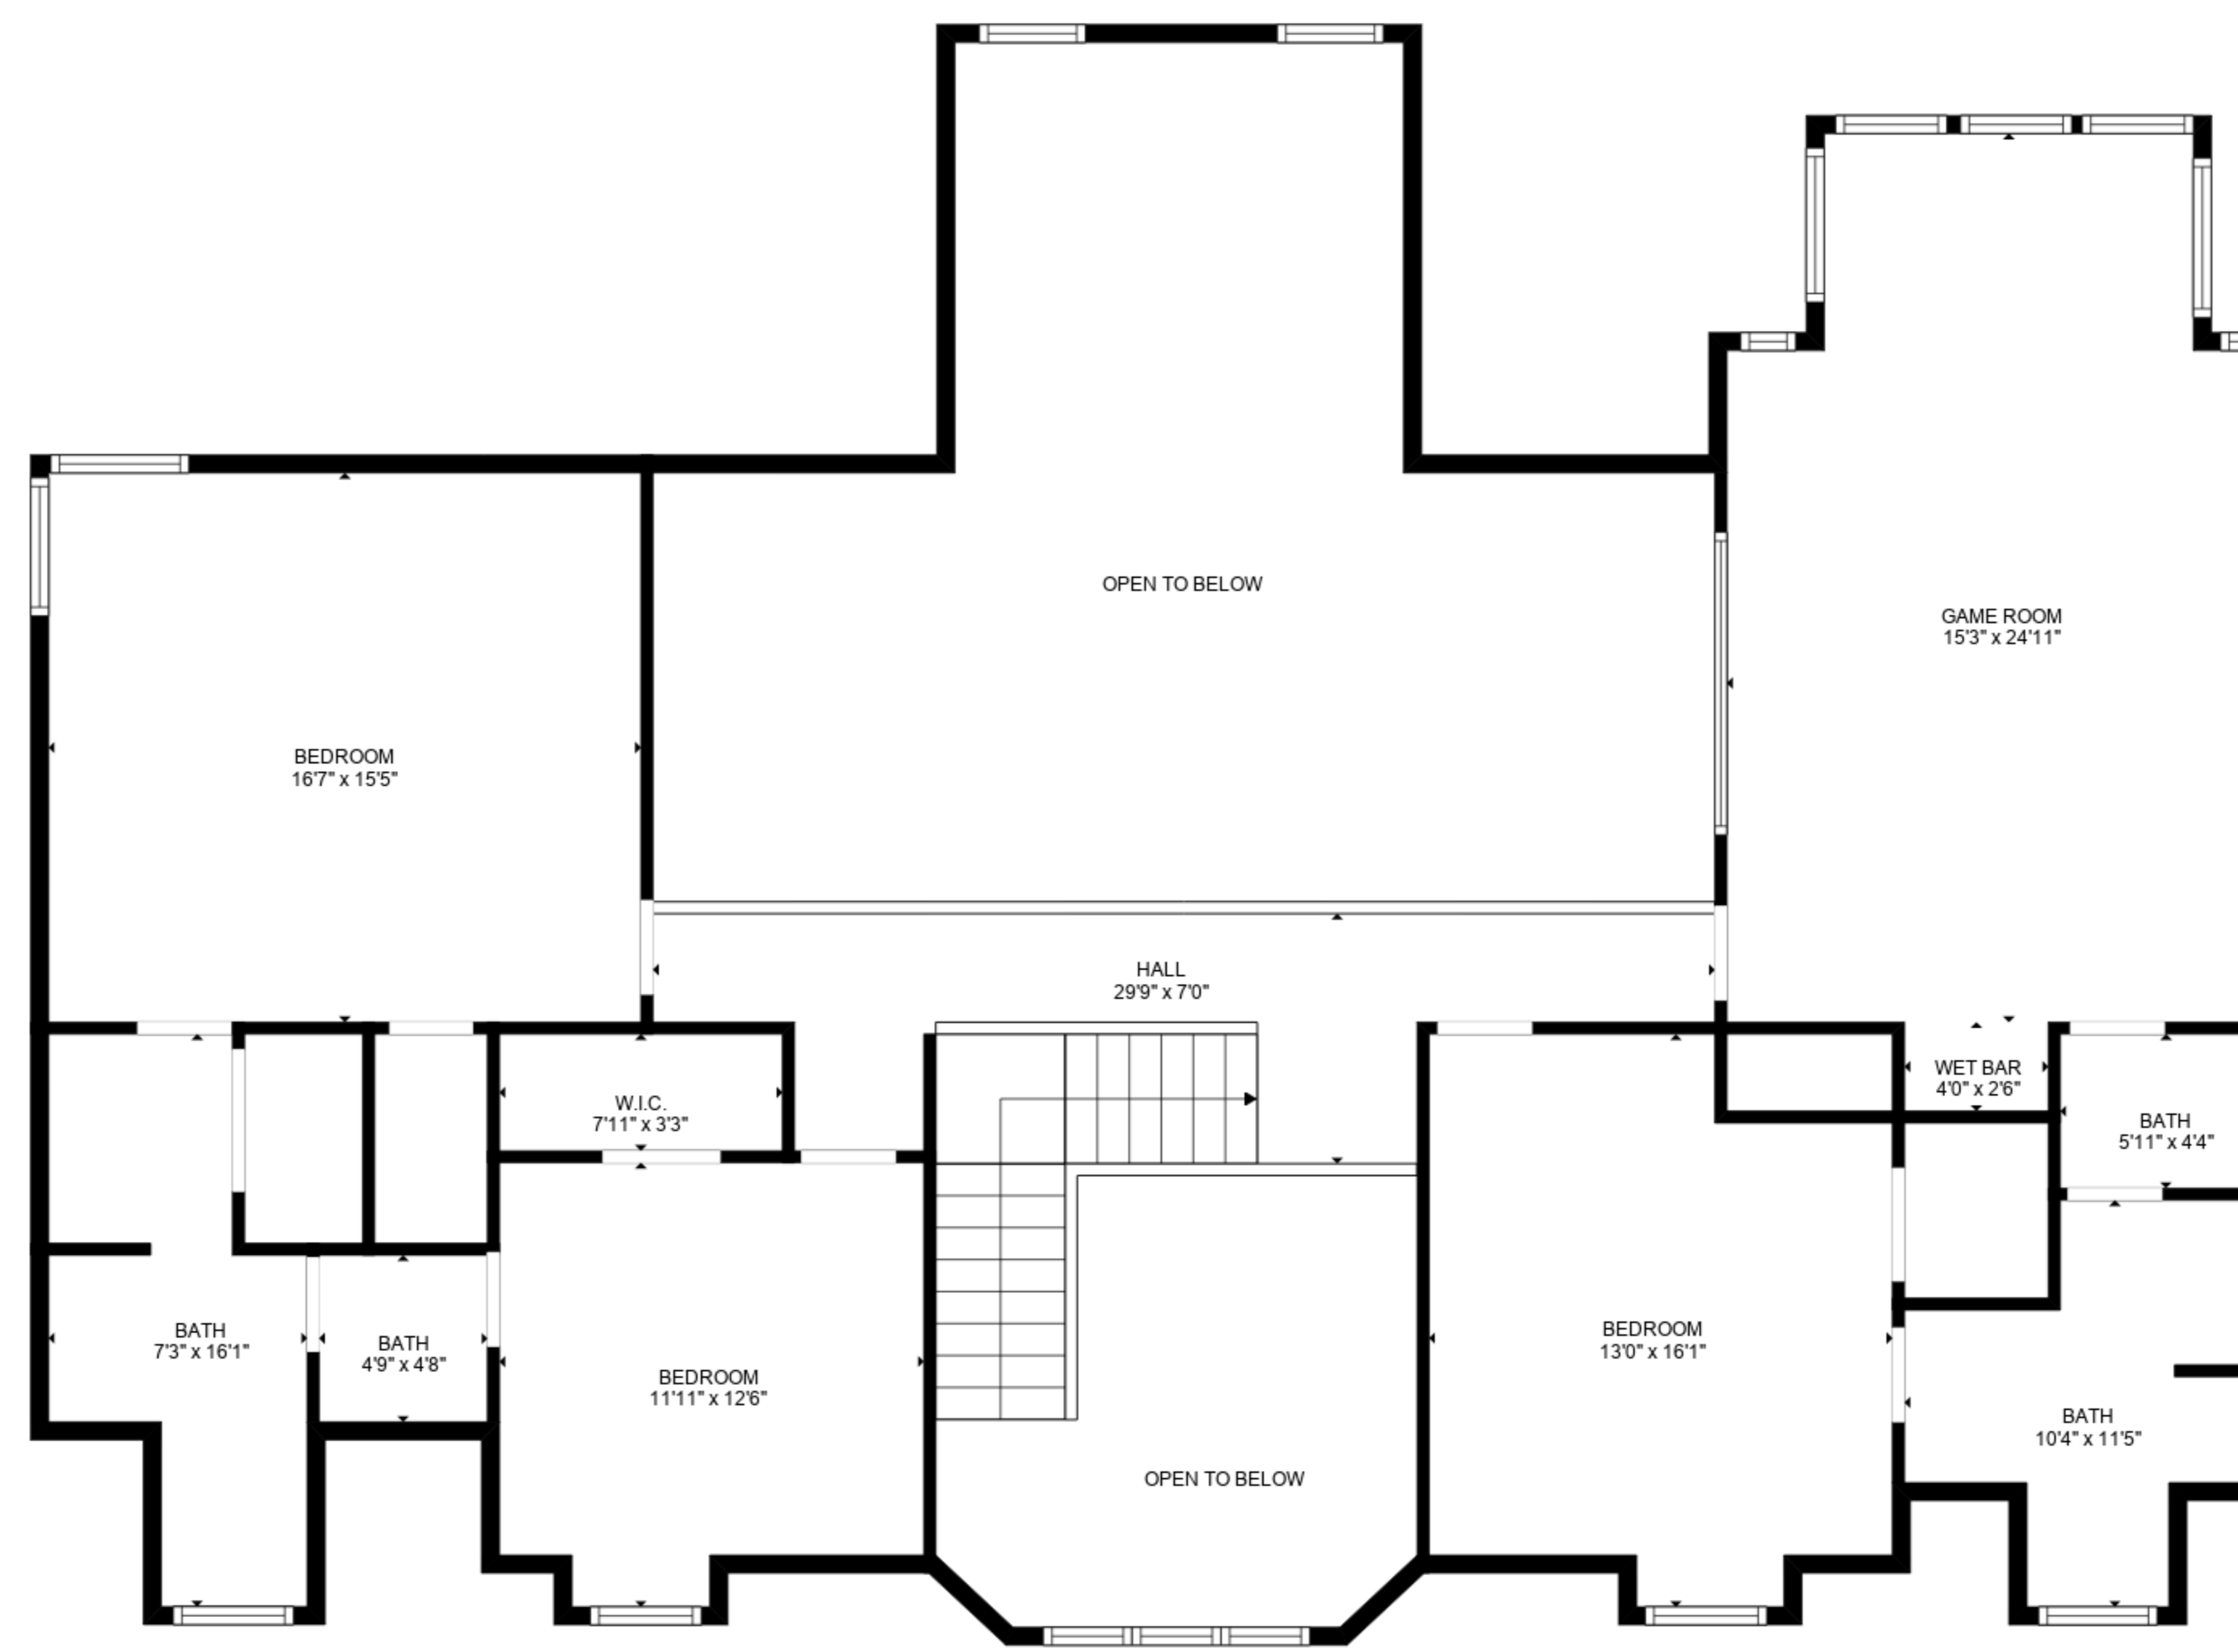 OPEN TO BELOW
GAME ROOM
15'3" x 24'11"
BEDROOM
16'7" x 15'5"
HALL
29'9" x 7'0"
W.I.C.
7'11" x 3'3"
WET BAR
4'0" x 2'6"
BATH
5'11" x 4'4"
BATH
7'3" x 16'1"
BATH
4'9" x 4'8"
BEDROOM
11'11" x 12'6"
BEDROOM
13'0" x 16'1"
BATH
10'4" x 11'5"
OPEN TO BELOW